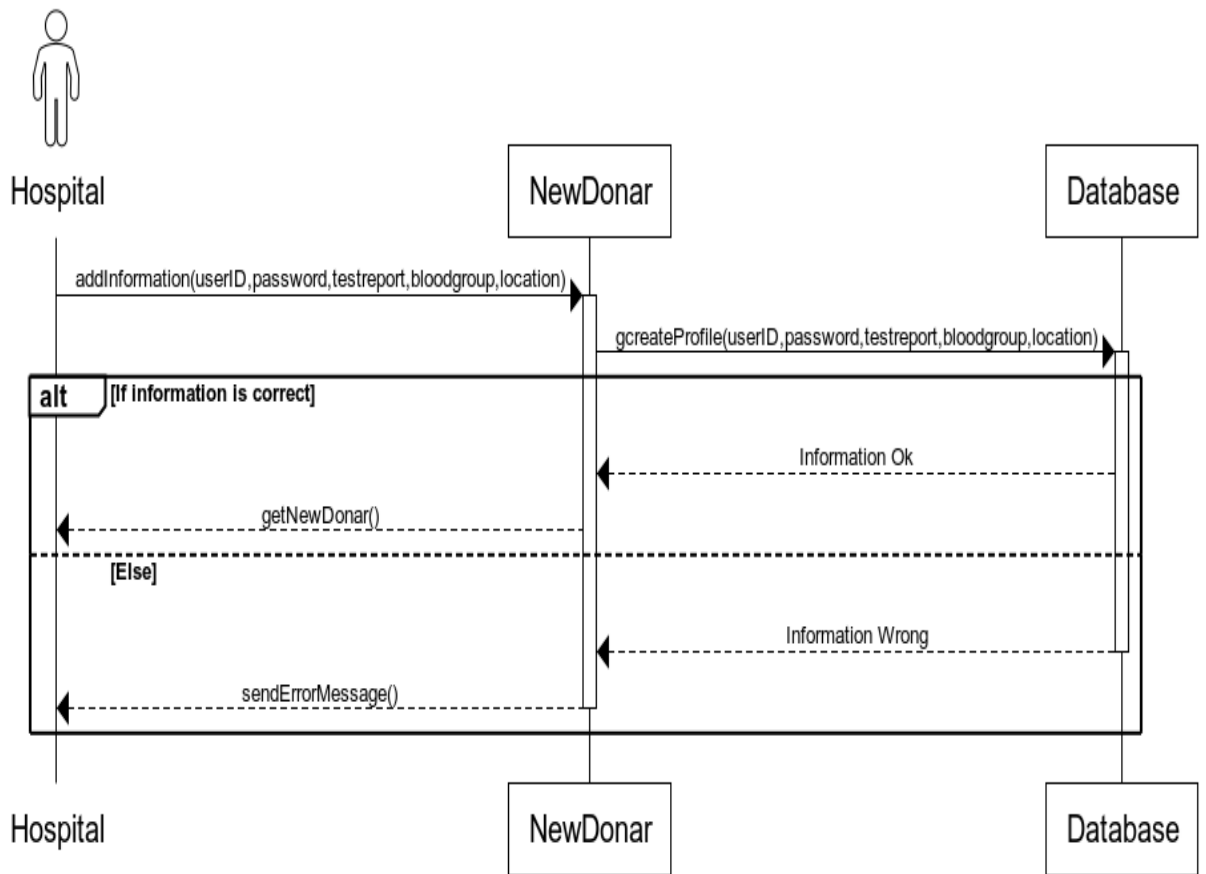 Hospital
NewDonar
Database
addInformation(userID,password,testreport,bloodgroup,location)
gcreateProfile(userID,password,testreport,bloodgroup,location)
alt
[If information is correct]
Information Ok
getNewDonar()
[Else]
Information Wrong
sendErrorMessage()
Hospital
NewDonar
Database